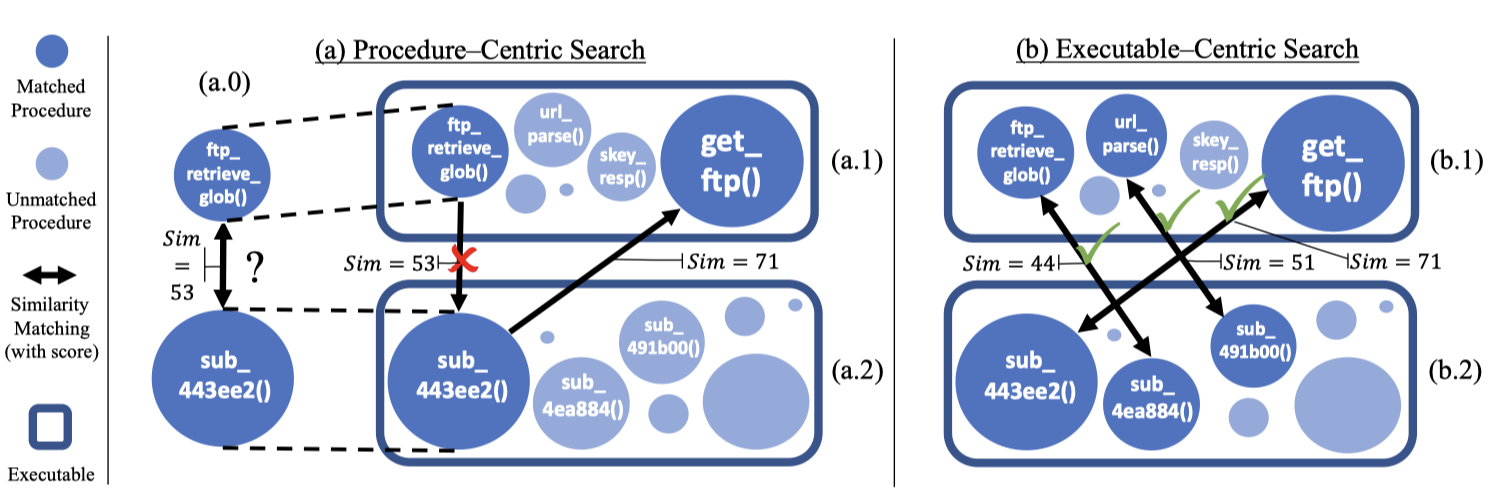 Matched
Procedure
Unmatched
Procedure
Similarity
Matching
(with score)
Executable
(a) Procedure–Centric Search
(a.0)
ftp_
retrieve_
glob()
Sim
=
53
?
sub_
443ee2()
ftp_
retrieve_
glob()
url_
parse()
skey_
resp()
get_
ftp()
(a.1)
Sim = 53
Sim = 71
sub_
443ee2()
sub_
4ea884()
sub_
491b00()
(a.2)
(b) Executable–Centric Search
ftp_
retrieve_
glob()
url_
parse()
skey_
resp()
get_
ftp()
(b.1)
Sim = 44
Sim = 51
Sim = 71
sub_
443ee2()
sub_
4ea884()
sub_
491b00()
(b.2)